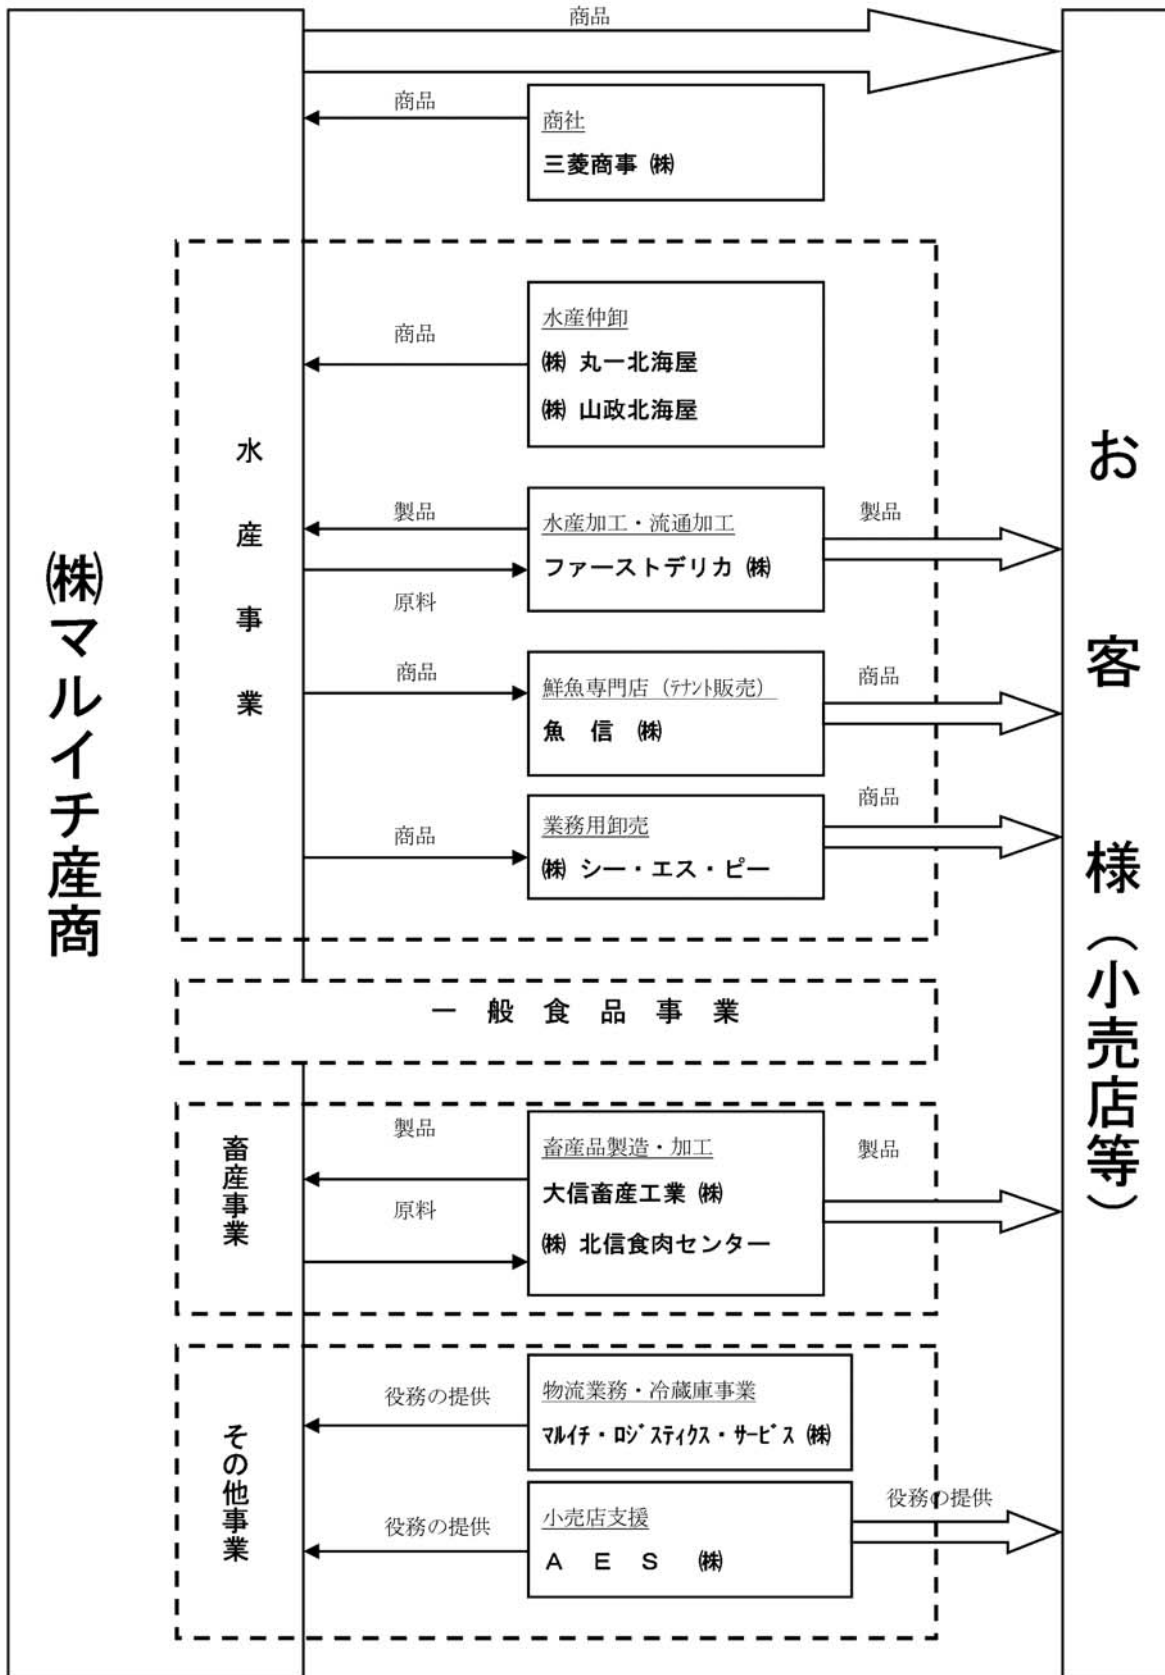 商品
商品
商社
三菱商事 ㈱
㈱マルイチ産商
水産事業
商品
水産仲卸
㈱ 丸一北海屋
㈱ 山政北海屋
製品
原料
水産加工・流通加工
ファーストデリカ ㈱
製品
商品
鮮魚専門店（ﾃﾅﾝﾄ販売）
魚 信 ㈱
商品
商品
業務用卸売
㈱ シー・エス・ピー
商品
一般食品事業
畜産事業
製品
原料
畜産品製造・加工
大信畜産工業 ㈱
㈱ 北信食肉センター
製品
その他事業
役務の提供
物流業務・冷蔵庫事業
ﾏﾙｲﾁ・ﾛｼﾞｽﾃｨｸｽ・ｻｰﾋﾞｽ ㈱
役務の提供
小売店支援
A E S ㈱
役務の提供
お客様（小売店等）